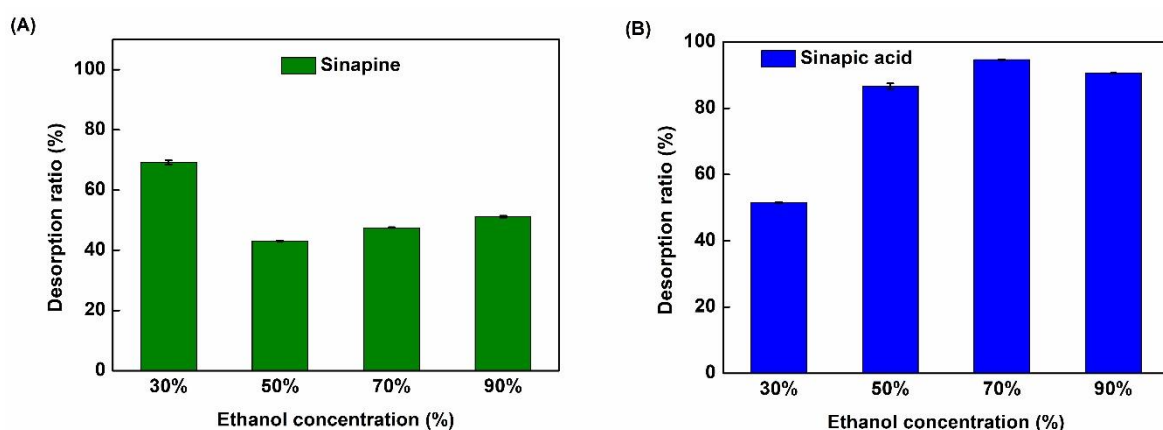 (A)
Sinapine
Desorption ratio (%)
100
80
60
40
20
0
30%
50%
70%
90%
Ethanol concentration (%)
(B)
Sinapic acid
Desorption ratio (%)
100
80
60
40
20
0
30%
50%
70%
90%
Ethanol concentration (%)